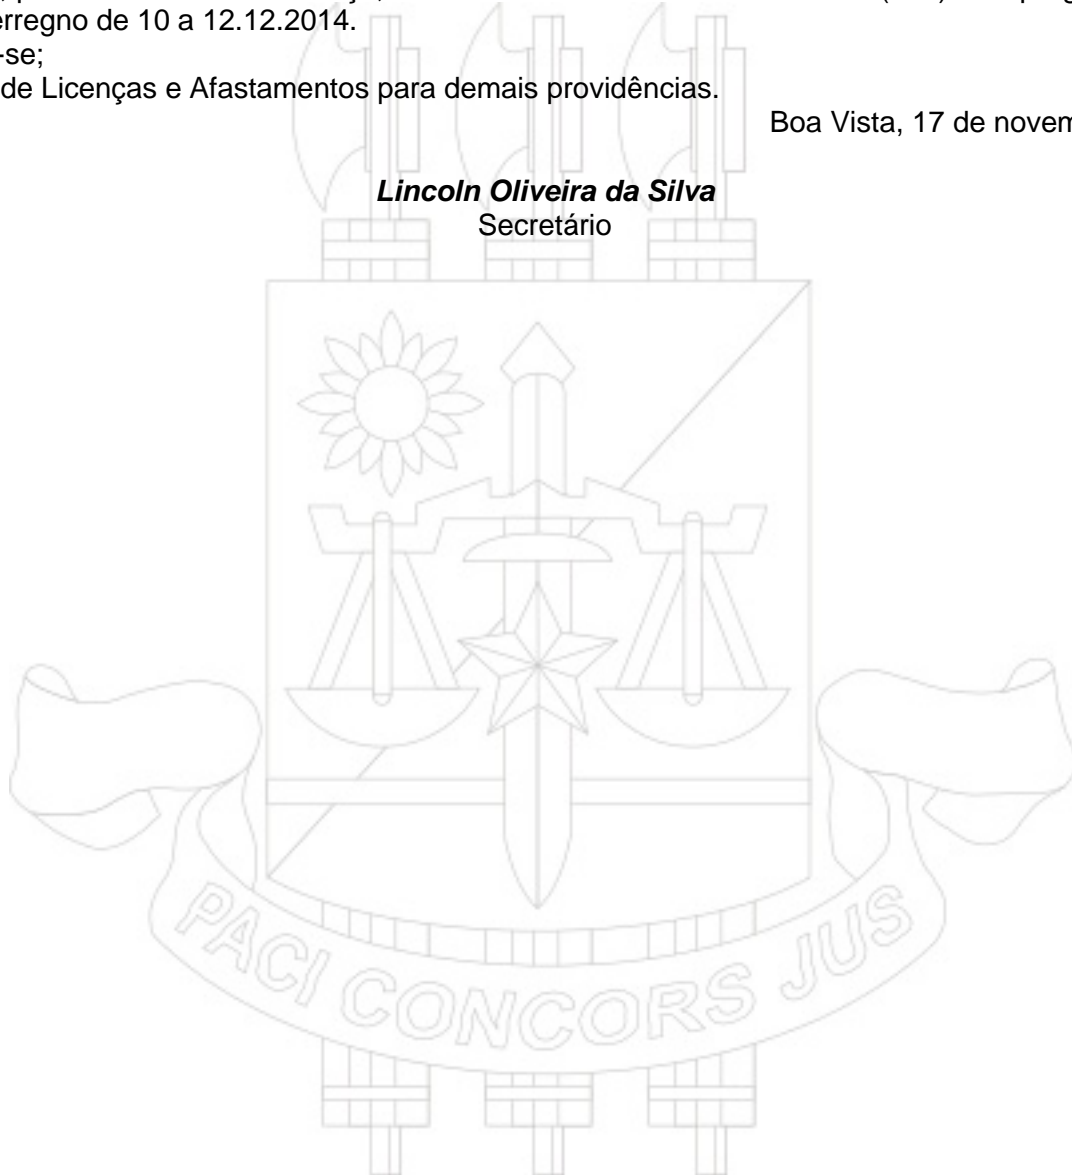 erregno de 10 a 12.12.2014.
-se;
de Licenças e Afastamentos para demais providências.
Boa Vista, 17 de novem
Lincoln Oliveira da Silva
Secretário
PACI CONCORS JUS